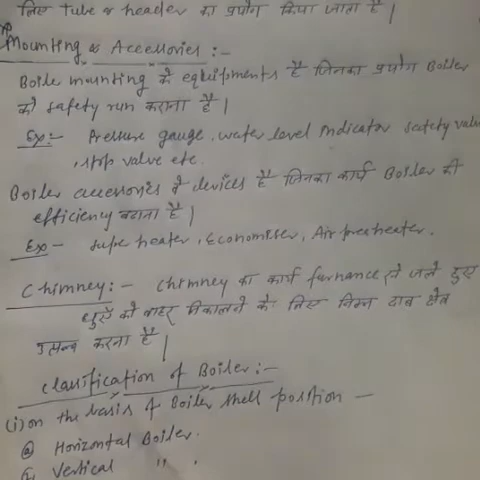 लिए Tube व header का प्रयोग किया जाता है|
Mounting & Accessories:-
Boile mounting वे equipments है जिनका प्रयोग Boiler
को safety run कराना है|
Ex:- Pressure gauge, water level indicator safety valve
, stop valve etc.
Boiler accessories वे devices है जिनका कार्य Boiler की
efficiency बढाना है|
Ex- supe heater, Economiser, Air preheater.
Chimney:- Chimney का कार्य furnance से जले हुए
धुएँ को बाहर निकालने के लिए निम्न दाब क्षेत्र
उत्पन्न करना है|
Classification of Boiler:-
(i) on the basis of Boiler shell position -
(a) Horizontal Boiler.
Vertical " .